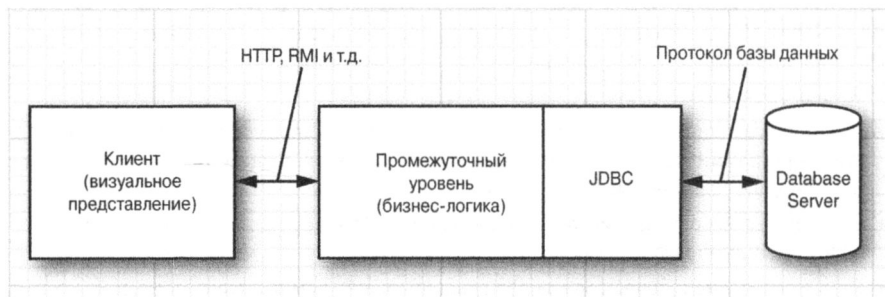 HTTP, RMI и т.д.
Протокол базы данных
Клиент
(визуальное
представление)
Промежуточный
уровень
(бизнес-логика)
JDBC
Database
Server